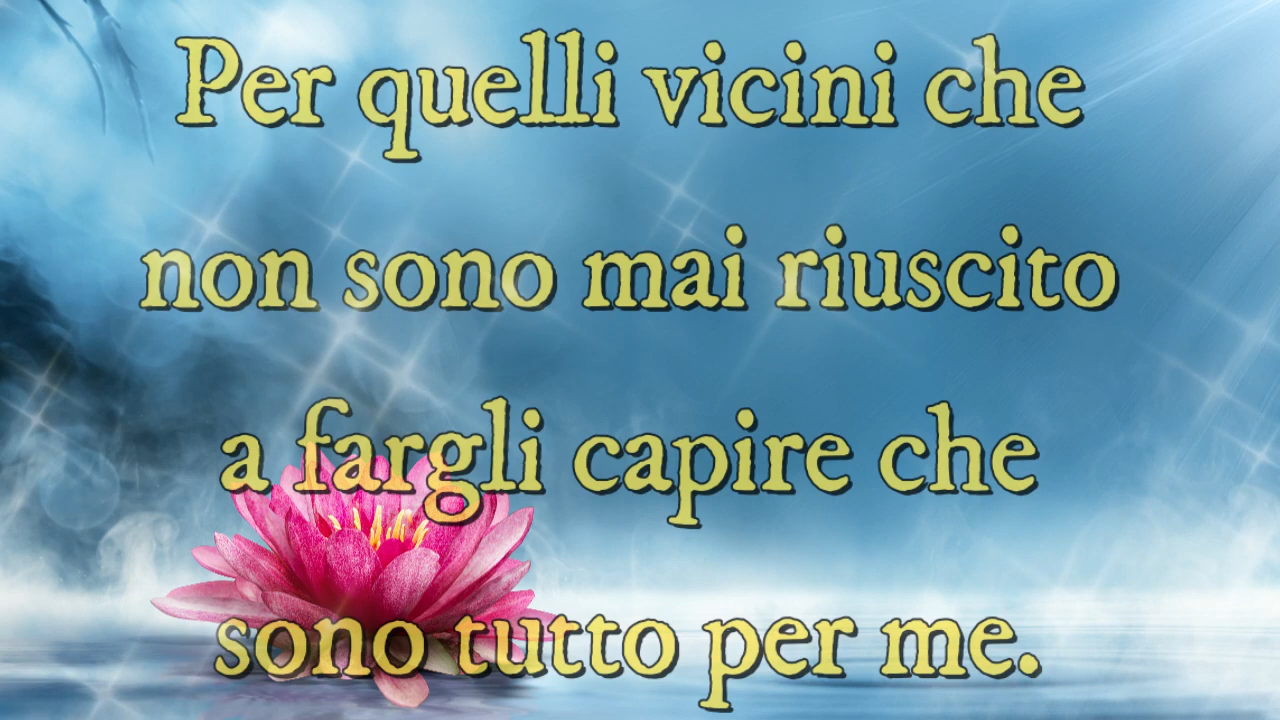 Per quelli vicini che
non sono mai riuscito
a fargli capire che
sono tutto per me.